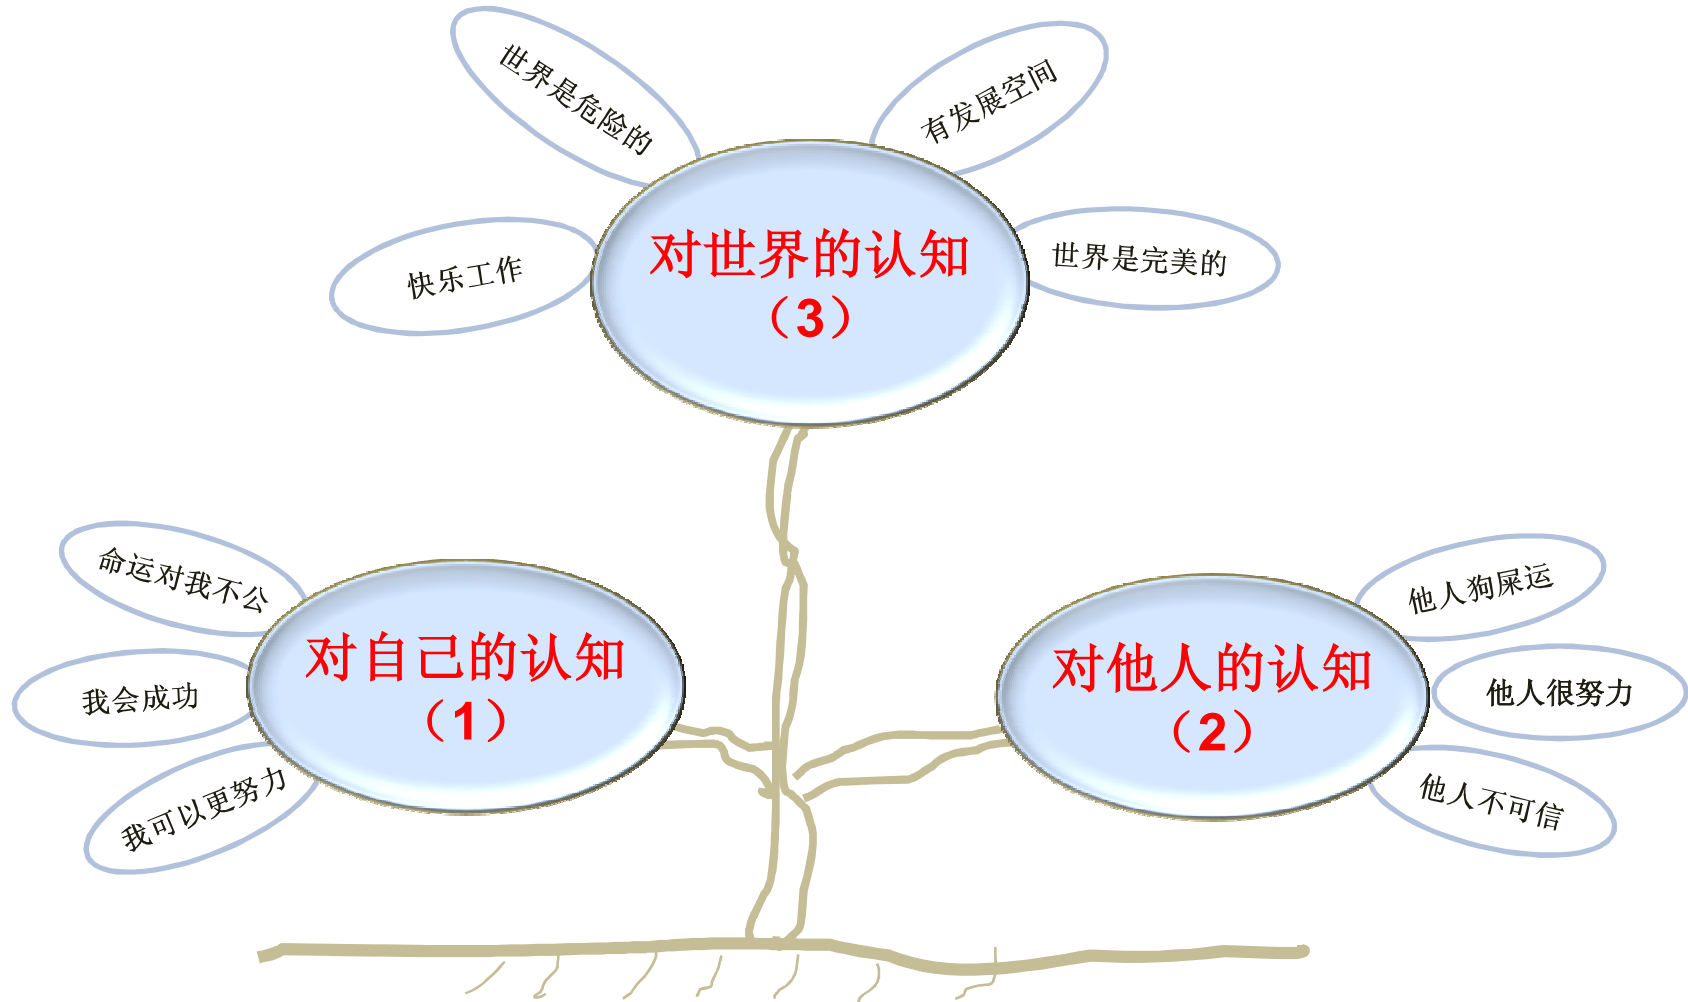 世界是危险的
有发展空间
快乐工作
对世界的认知
（3）
世界是完美的
命运对我不公
我会成功
我可以更努力
对自己的认知
（1）
对他人的认知
（2）
他人狗屎运
他人很努力
他人不可信